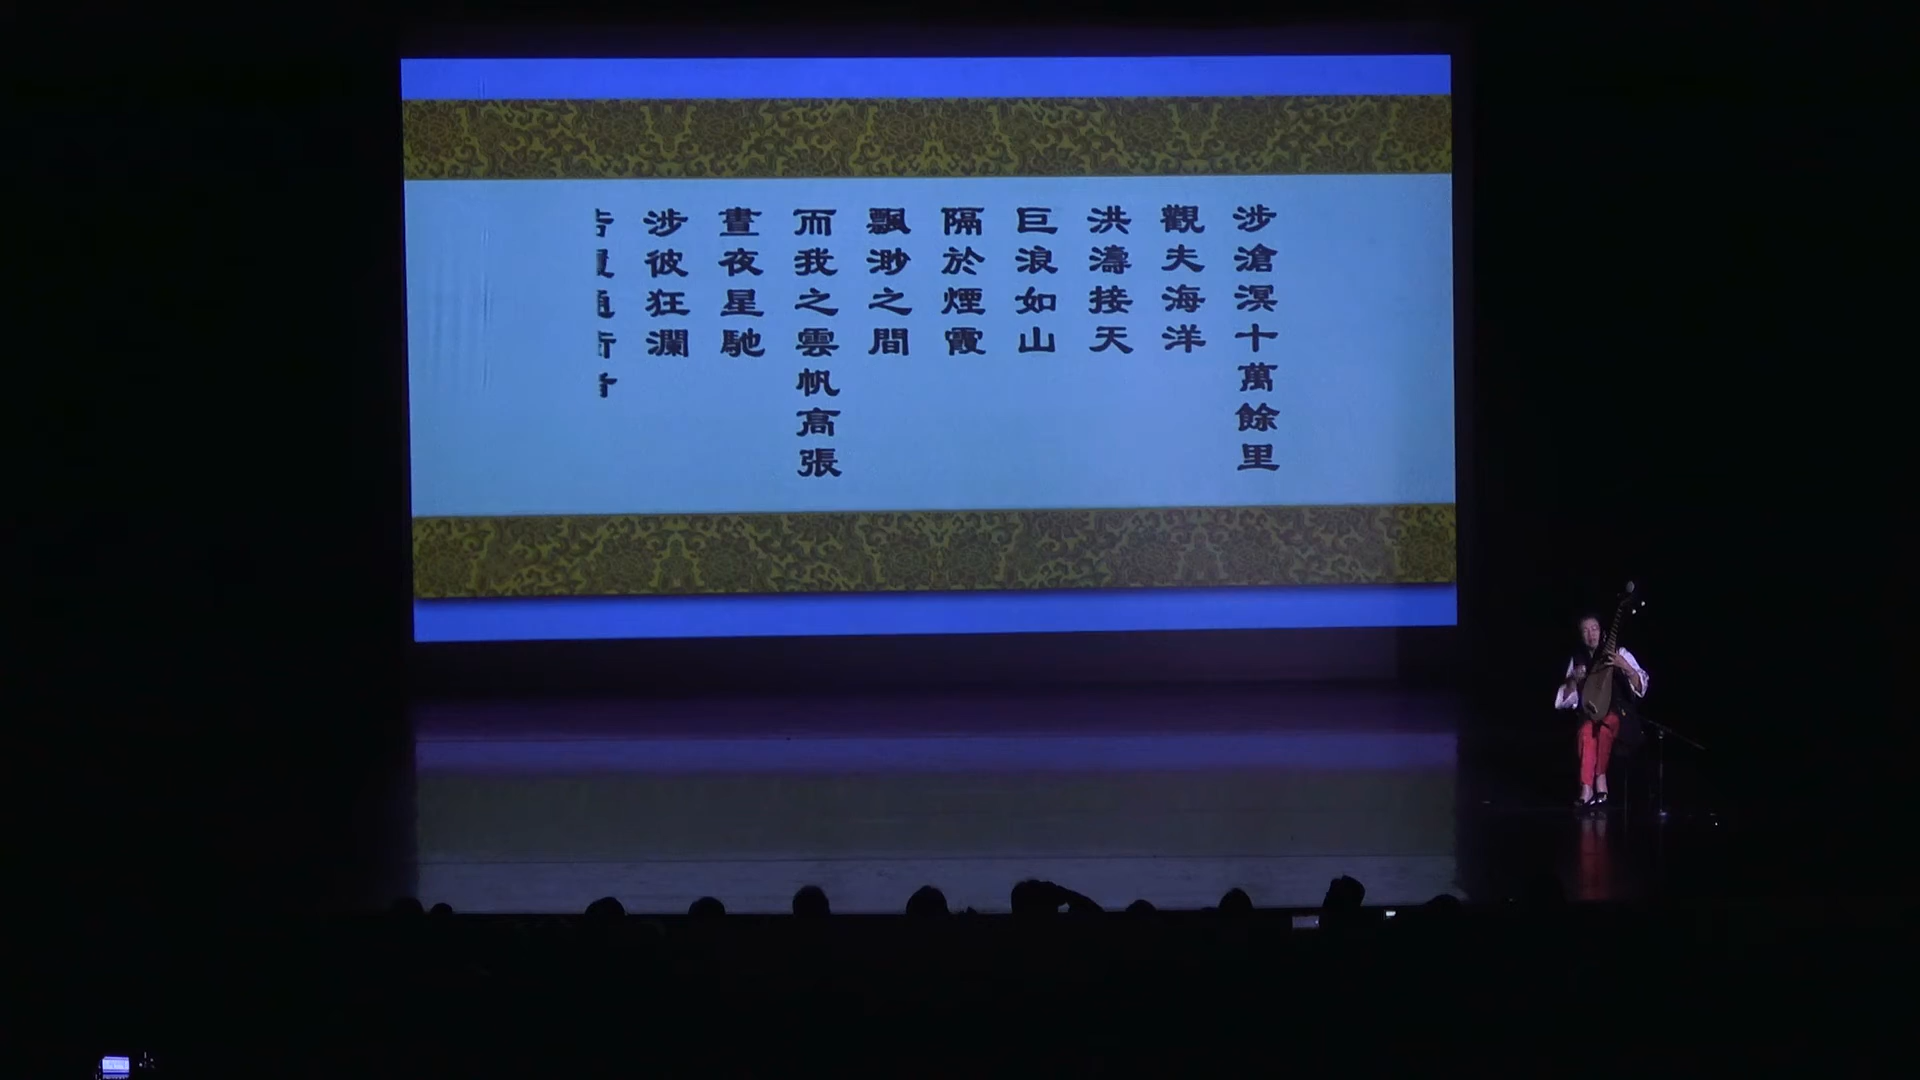 涉滄溟十萬餘里
觀夫海洋
洪濤接天
巨浪如山
隔於煙霞
飄渺之間
而我之雲帆高張
晝夜星馳
涉彼狂瀾